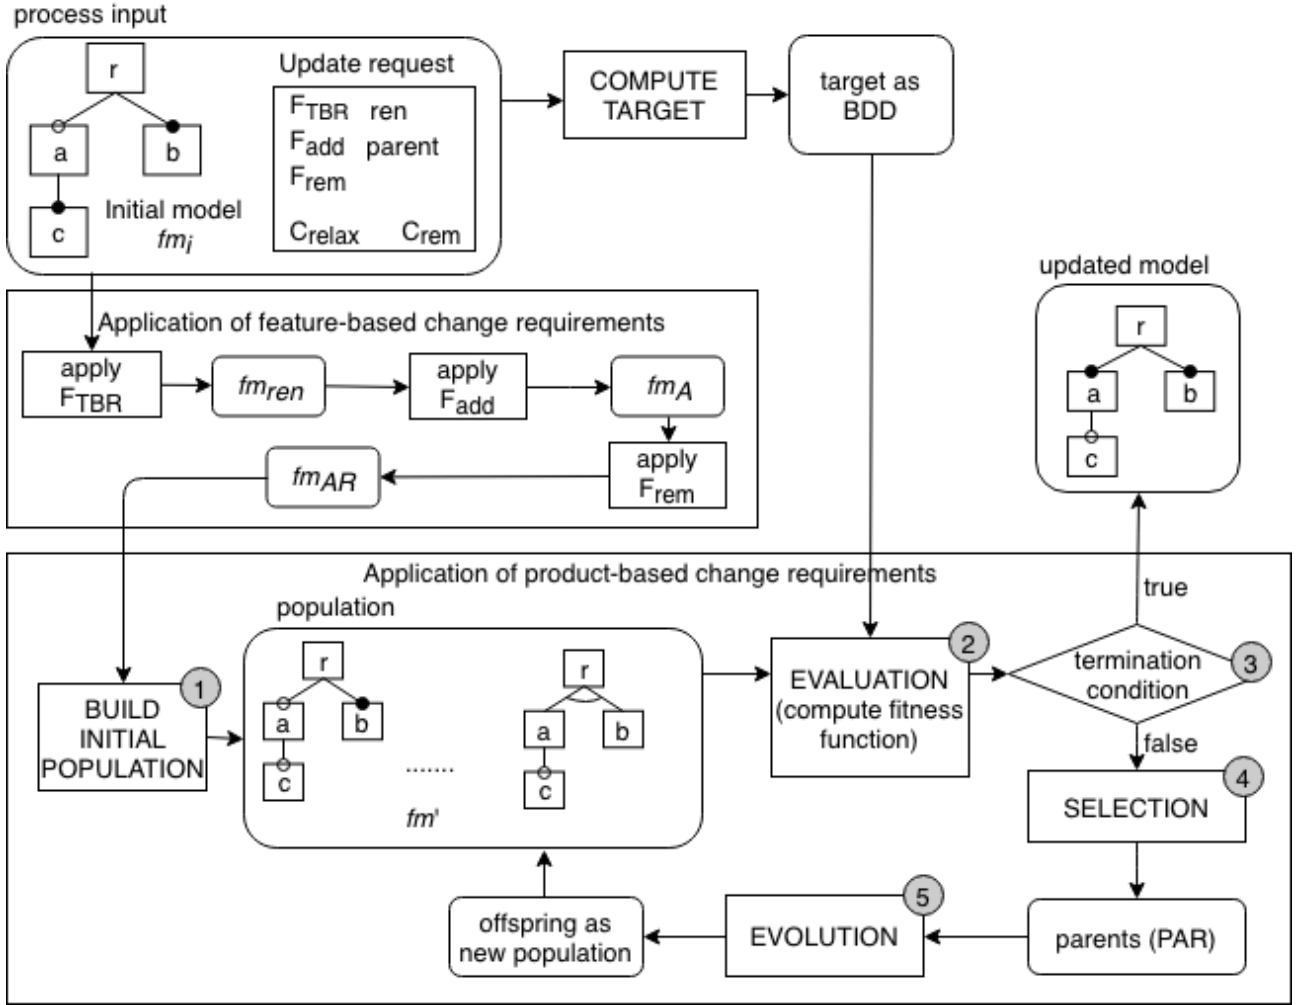 process input
r
a
b
c
Initial model
fmi
Update request
FTBR ren
Fadd parent
Frem
Crelax Crem
COMPUTE
TARGET
target as
BDD
Application of feature-based change requirements
apply
FTBR
fmren
apply
Fadd
fmA
apply
Frem
fmAR
updated model
r
a
b
c
Application of product-based change requirements
true
1
BUILD
INITIAL
POPULATION
population
r
a
b
c
.......
r
a
b
c
fm'
2
EVALUATION
(compute fitness
function)
3
termination
condition
false
4
SELECTION
parents (PAR)
5
EVOLUTION
offspring as
new population